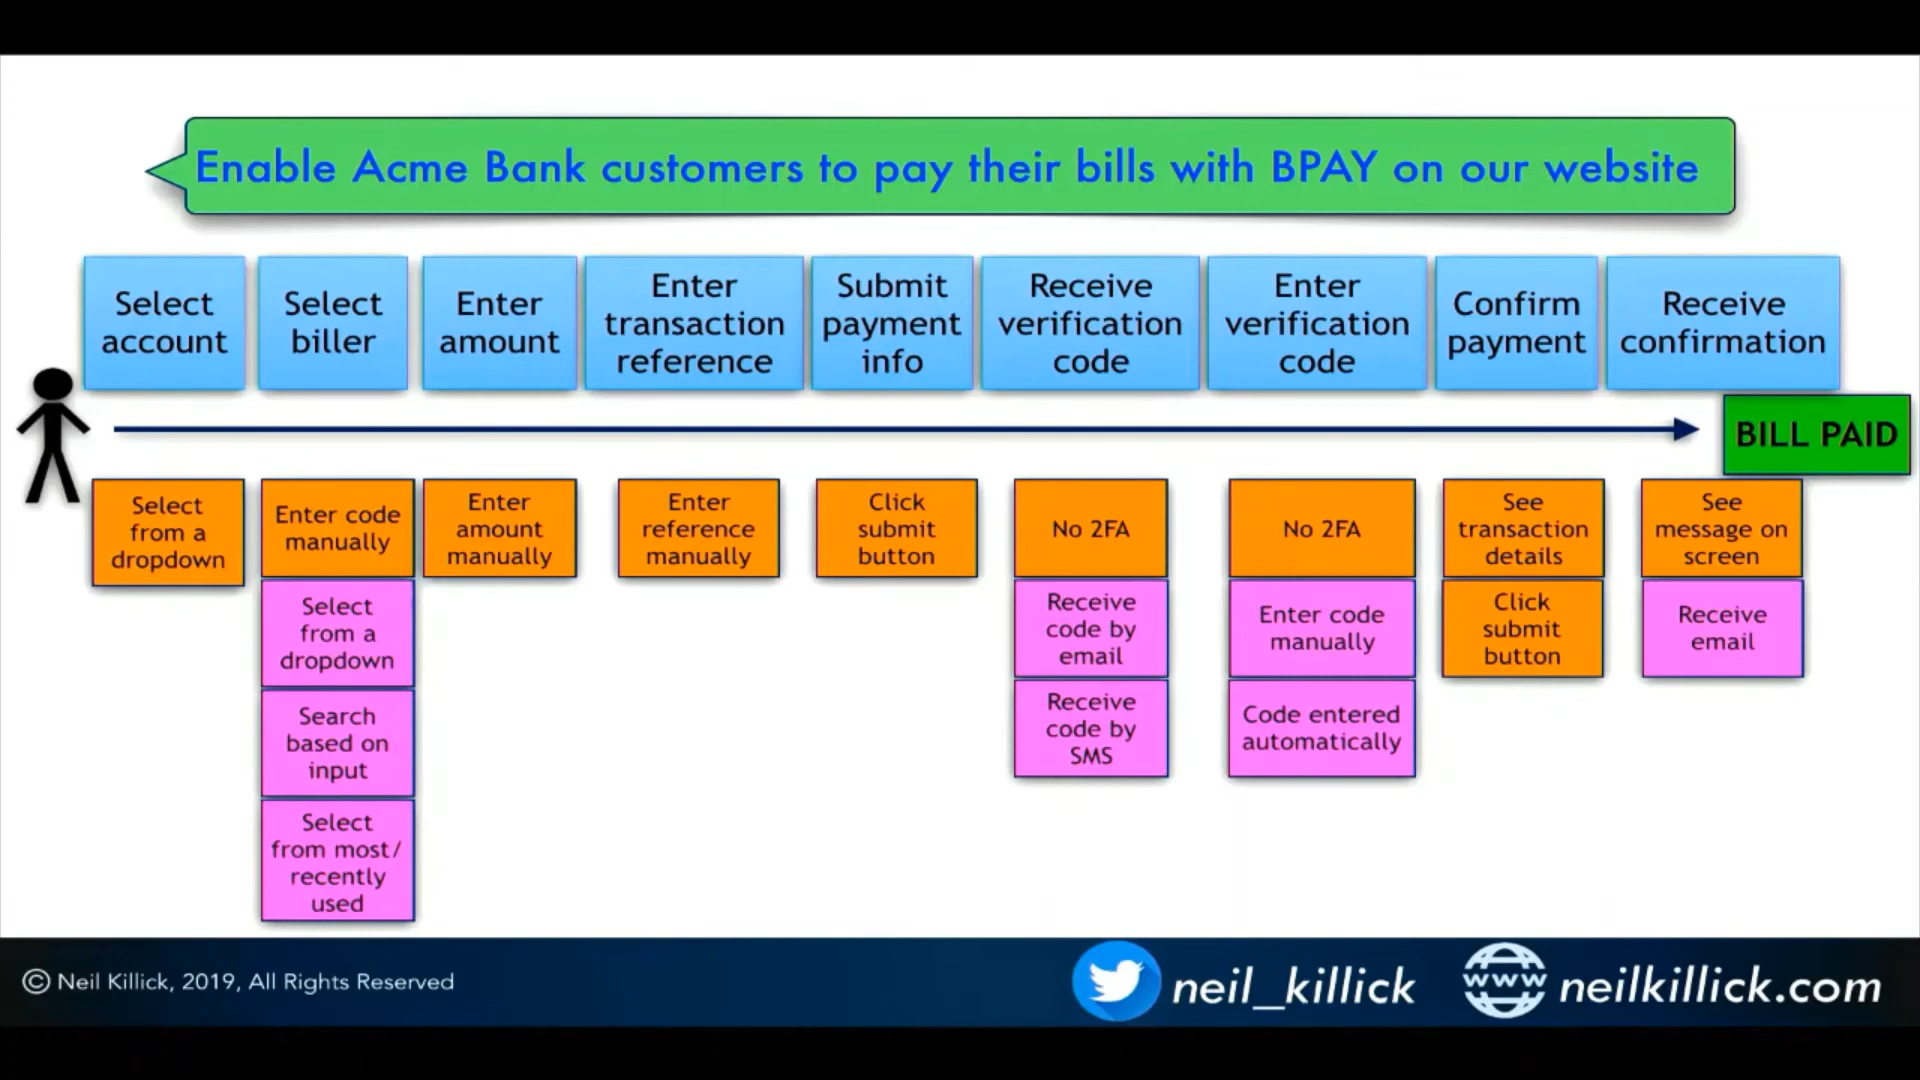 Enable Acme Bank customers to pay their bills with BPAY on our website
Select
account
Select
biller
Enter
amount
Enter
transaction
reference
Submit
payment
info
Receive
verification
code
Enter
verification
code
Confirm
payment
Receive
confirmation
BILL PAID
Select
from a
dropdown
Enter code
manually
Select
from a
dropdown
Search
based on
input
Select
from most/
recently
used
Enter
amount
manually
Enter
reference
manually
Click
submit
button
No 2FA
Receive
code by
email
Receive
code by
SMS
No 2FA
Enter code
manually
Code entered
automatically
See
transaction
details
Click
submit
button
See
message on
screen
Receive
email
© Neil Killick, 2019, All Rights Reserved
neil_killick
www
neilkillick.com